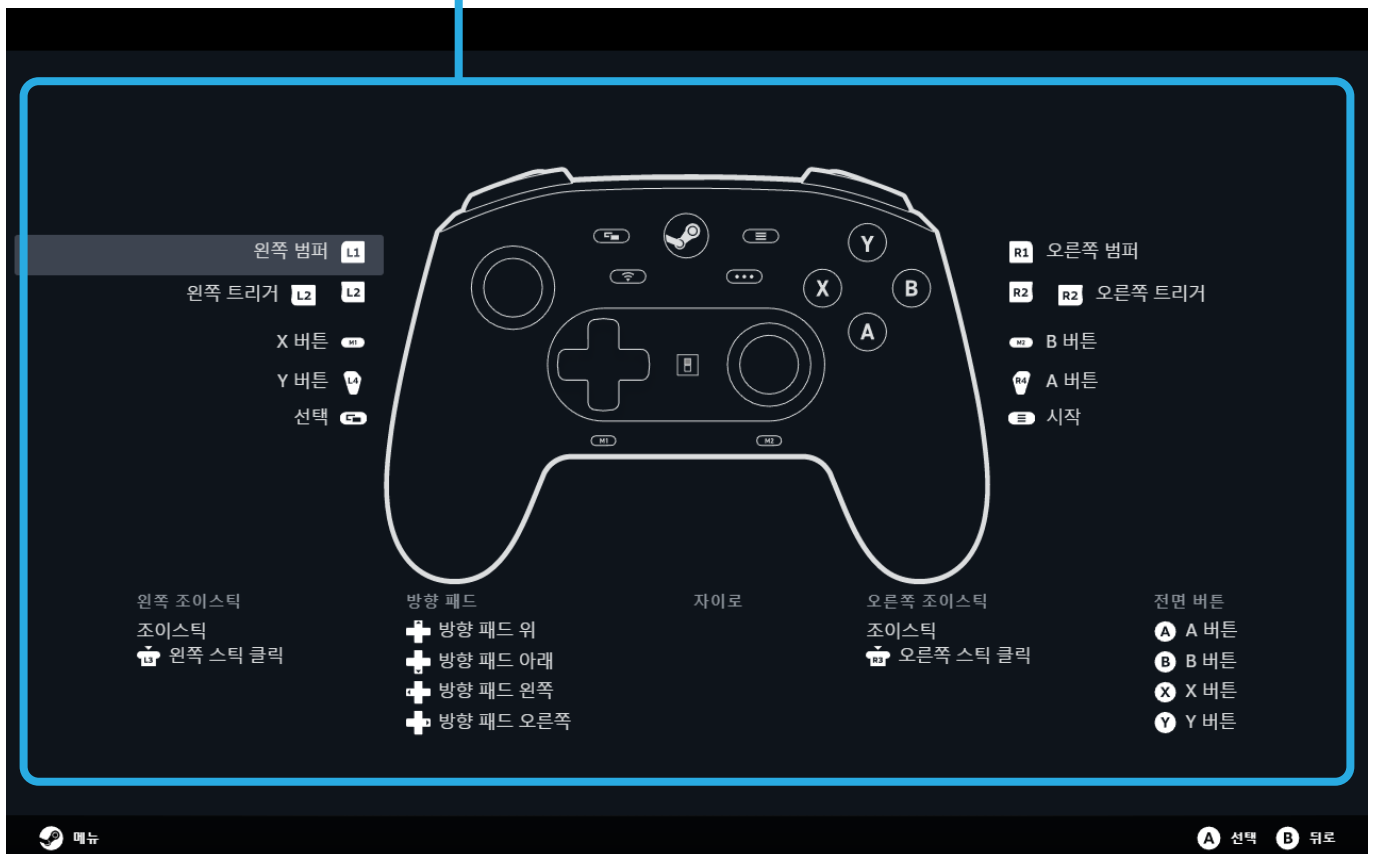 왼쪽 범퍼 L1
왼쪽 트리거 L2 L2
X 버튼 M1
Y 버튼 L4
선택
Y
X B
A
M1 M2
R1 오른쪽 범퍼
R2 R2 오른쪽 트리거
M2 B 버튼
R4 A 버튼
시작
왼쪽 조이스틱
조이스틱
L3 왼쪽 스틱 클릭
방향 패드
방향 패드 위
방향 패드 아래
방향 패드 왼쪽
방향 패드 오른쪽
자이로
오른쪽 조이스틱
조이스틱
R3 오른쪽 스틱 클릭
전면 버튼
A A 버튼
B B 버튼
X X 버튼
Y Y 버튼
메뉴
A 선택 B 뒤로